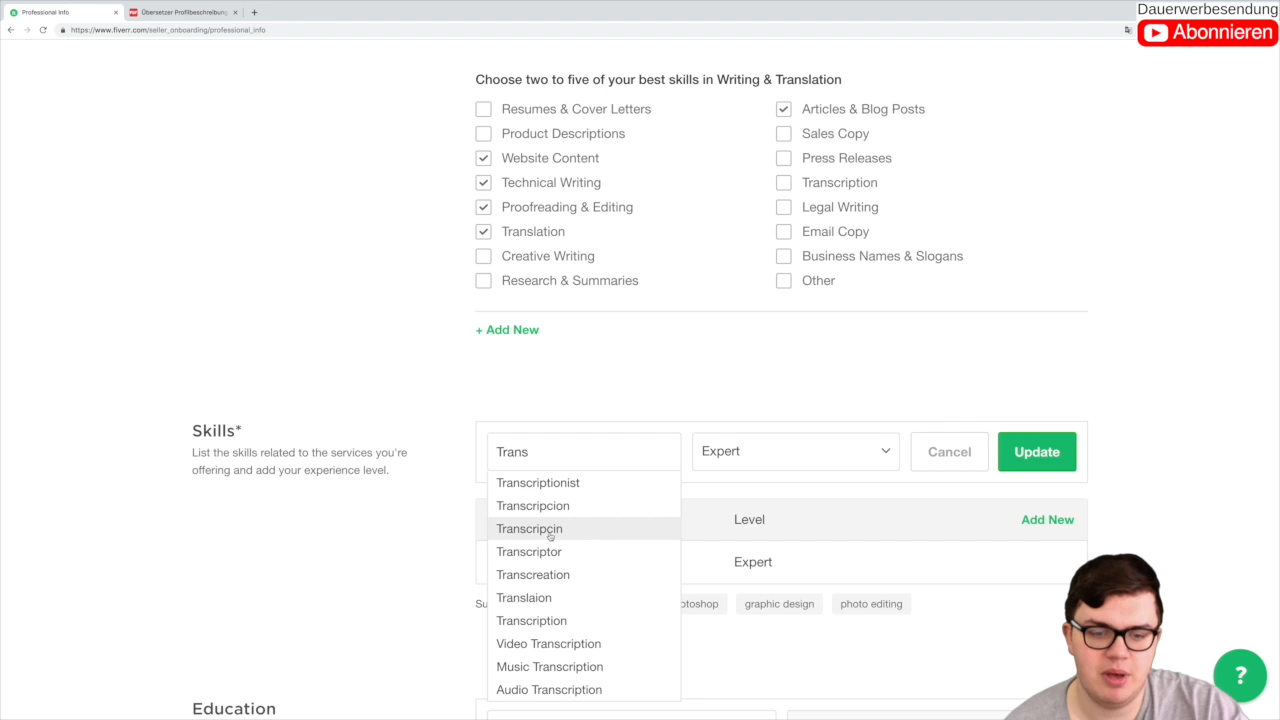 Professional Info
Übersetzer Profilbeschreibung
https://www.fiverr.com/seller_onboarding/professional_info
Dauerwerbesendung
Abonnieren
Choose two to five of your best skills in Writing & Translation
Resumes & Cover Letters
Articles & Blog Posts
Product Descriptions
Sales Copy
Website Content
Press Releases
Technical Writing
Transcription
Proofreading & Editing
Legal Writing
Translation
Email Copy
Creative Writing
Business Names & Slogans
Research & Summaries
Other
+ Add New
Skills*
List the skills related to the services you're
offering and add your experience level.
Trans
Expert
Cancel
Update
Transcriptionist
Transcripcion
Transcripcin
Transcriptor
Transcreation
Translaion
Transcription
Video Transcription
Music Transcription
Audio Transcription
Level
Add New
Expert
graphic design
photo editing
?
Education